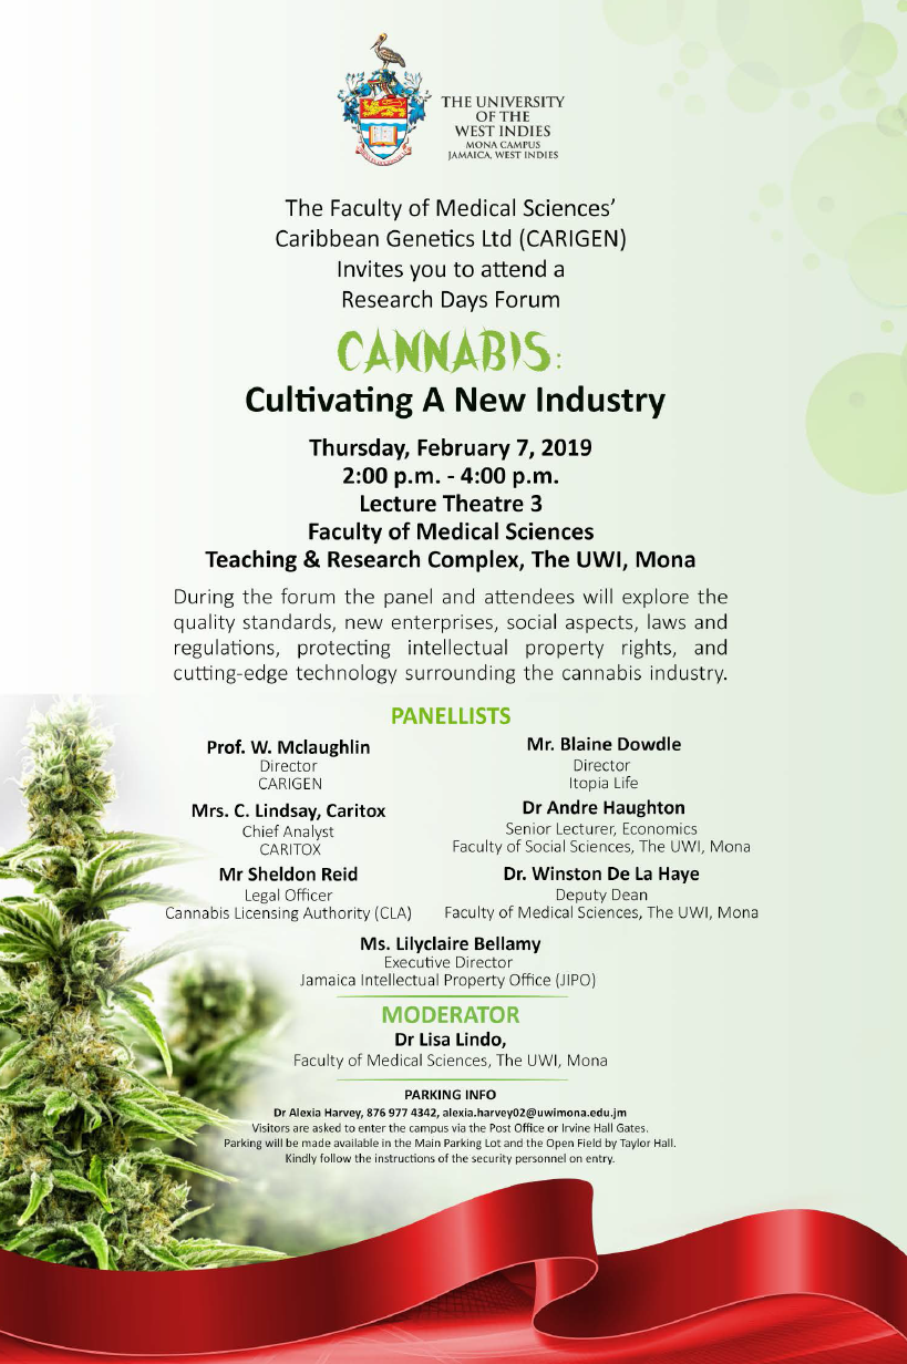 THE UNIVERSITY
OF THE
WEST INDIES
MONA CAMPUS
JAMAICA, WEST INDIES
The Faculty of Medical Sciences'
Caribbean Genetics Ltd (CARIGEN)
Invites you to attend a
Research Days Forum
CANNABIS:
Cultivating A New Industry
Thursday, February 7, 2019
2:00 p.m. - 4:00 p.m.
Lecture Theatre 3
Faculty of Medical Sciences
Teaching & Research Complex, The UWI, Mona
During the forum the panel and attendees will explore the
quality standards, new enterprises, social aspects, laws and
regulations, protecting intellectual property rights, and
cutting-edge technology surrounding the cannabis industry.
PANELLISTS
Prof. W. Mclaughlin
Director
CARIGEN
Mr. Blaine Dowdle
Director
Itopia Life
Mrs. C. Lindsay, Caritox
Chief Analyst
CARITOX
Dr Andre Haughton
Senior Lecturer, Economics
Faculty of Social Sciences, The UWI, Mona
Mr Sheldon Reid
Legal Officer
Cannabis Licensing Authority (CLA)
Dr. Winston De La Haye
Deputy Dean
Faculty of Medical Sciences, The UWI, Mona
Ms. Lilyclaire Bellamy
Executive Director
Jamaica Intellectual Property Office (JIPO)
MODERATOR
Dr Lisa Lindo,
Faculty of Medical Sciences, The UWI, Mona
PARKING INFO
Dr Alexia Harvey, 876 977 4342, alexia.harvey02@uwimona.edu.jm
Visitors are asked to enter the campus via the Post Office or Irvine Hall Gates.
Parking will be made available in the Main Parking Lot and the Open Field by Taylor Hall.
Kindly follow the instructions of the security personnel on entry.